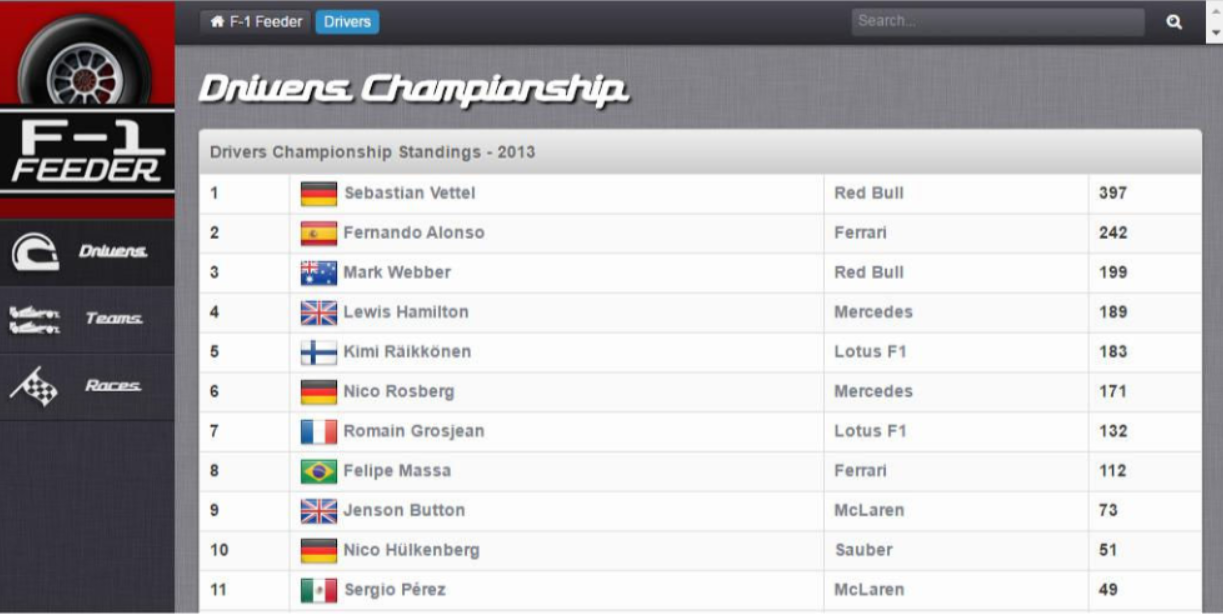 F-1 Feeder Drivers Search...
F-1
FEEDER
Drivers Championship
Drivers Championship Standings - 2013
1 Sebastian Vettel Red Bull 397
2 Fernando Alonso Ferrari 242
3 Mark Webber Red Bull 199
4 Lewis Hamilton Mercedes 189
5 Kimi Räikkönen Lotus F1 183
6 Nico Rosberg Mercedes 171
7 Romain Grosjean Lotus F1 132
8 Felipe Massa Ferrari 112
9 Jenson Button McLaren 73
10 Nico Hülkenberg Sauber 51
11 Sergio Pérez McLaren 49
Drivers
Teams
Races